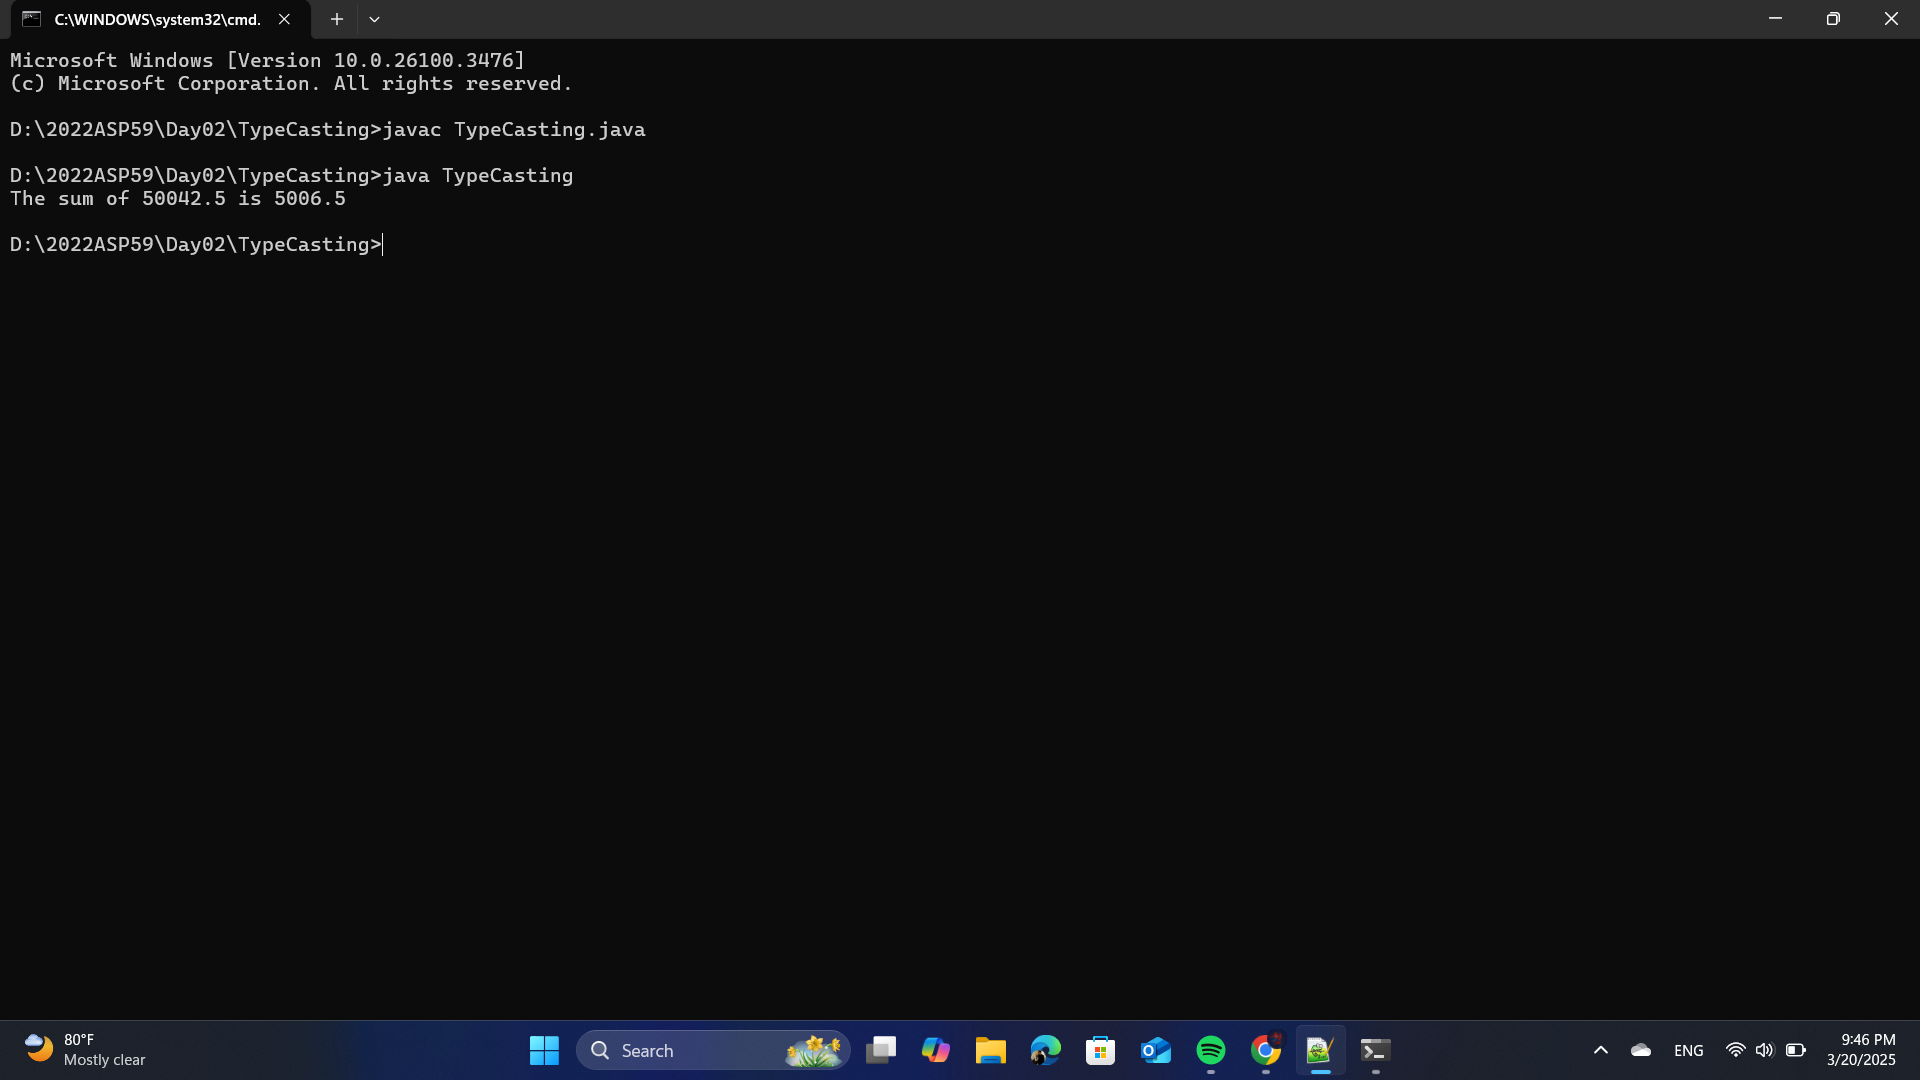 C:\WINDOWS\system32\cmd.
Microsoft Windows [Version 10.0.26100.3476]
(c) Microsoft Corporation. All rights reserved.
D:\2022ASP59\Day02\TypeCasting>javac TypeCasting.java
D:\2022ASP59\Day02\TypeCasting>java TypeCasting
The sum of 50042.5 is 5006.5
D:\2022ASP59\Day02\TypeCasting>
80°F
Mostly clear
Search
ENG
9:46 PM
3/20/2025